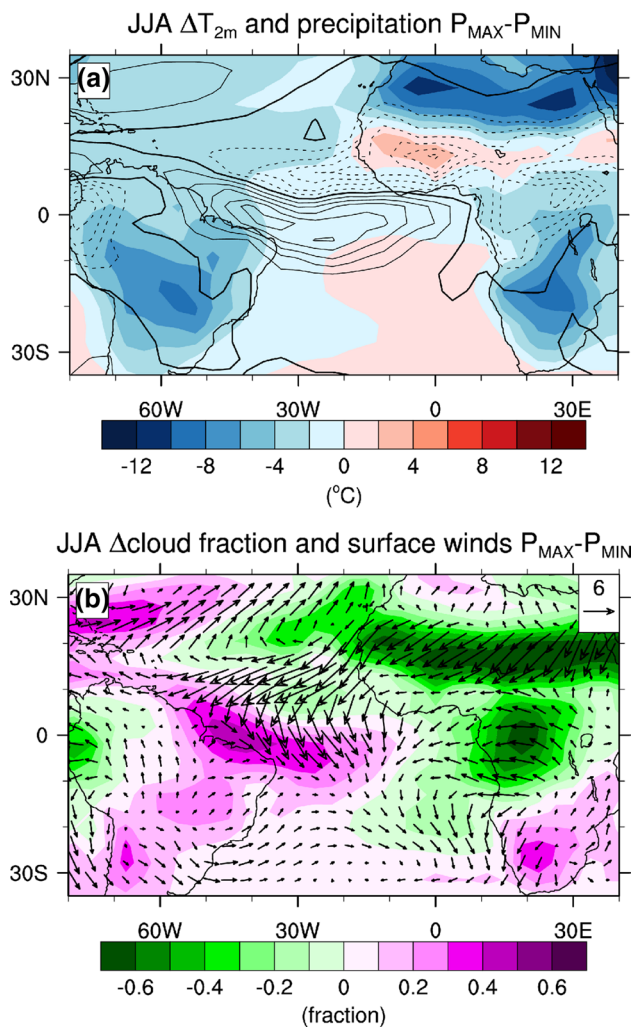 JJA ΔT2m and precipitation PMAX-PMIN
(a)
30N
0
30S
60W 30W 0 30E
-12 -8 -4 0 4 8 12
(°C)
JJA Δcloud fraction and surface winds PMAX-PMIN
(b)
6
30N
0
30S
60W 30W 0 30E
-0.6 -0.4 -0.2 0 0.2 0.4 0.6
(fraction)